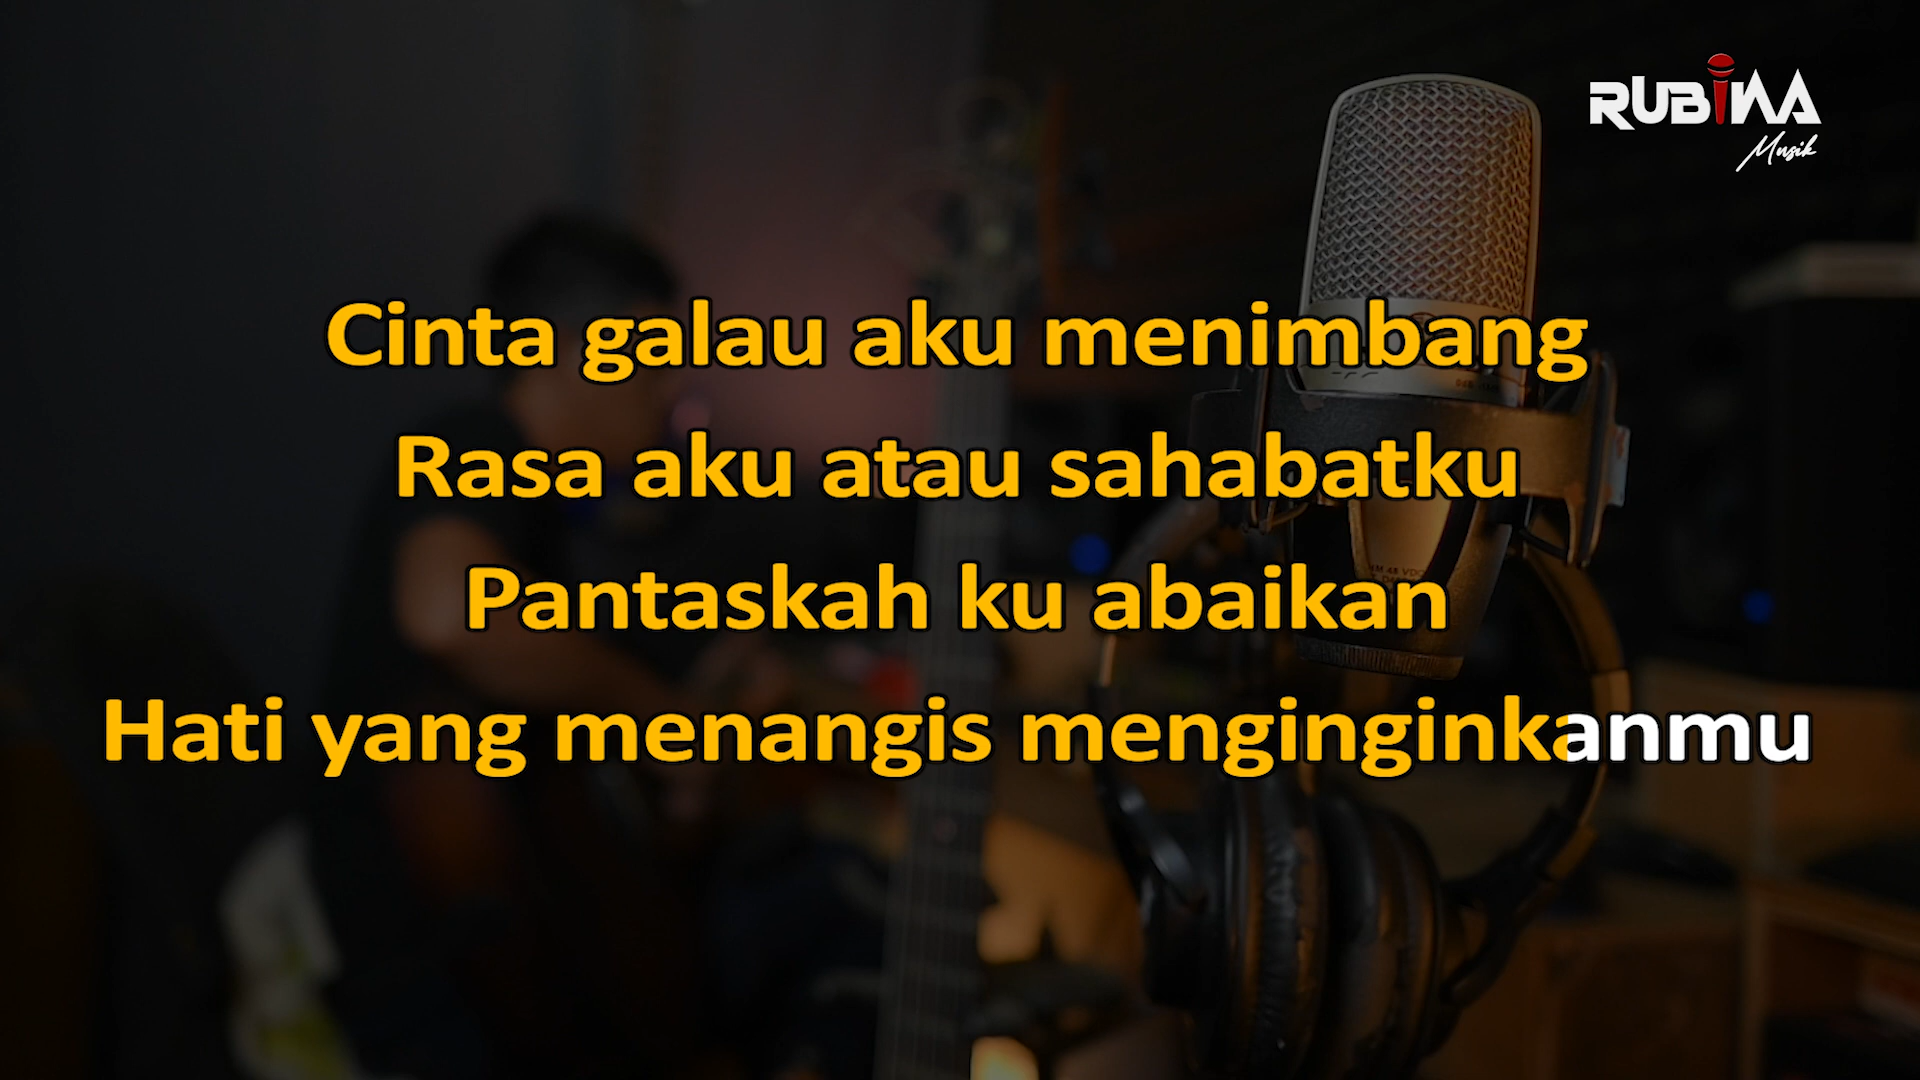 RUBINA
Musik
Cinta galau aku menimbang
Rasa aku atau sahabatku
Pantaskah ku abaikan
Hati yang menangis menginginkanmu